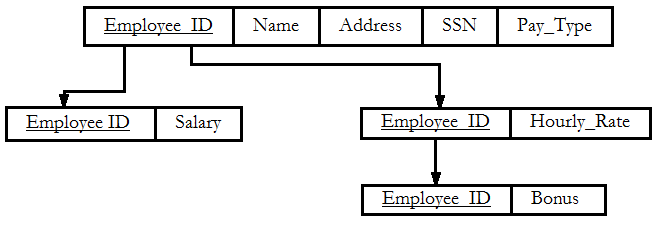 Employee_ID Name Address SSN Pay_Type
Employee ID Salary
Employee_ID Hourly_Rate
Employee_ID Bonus